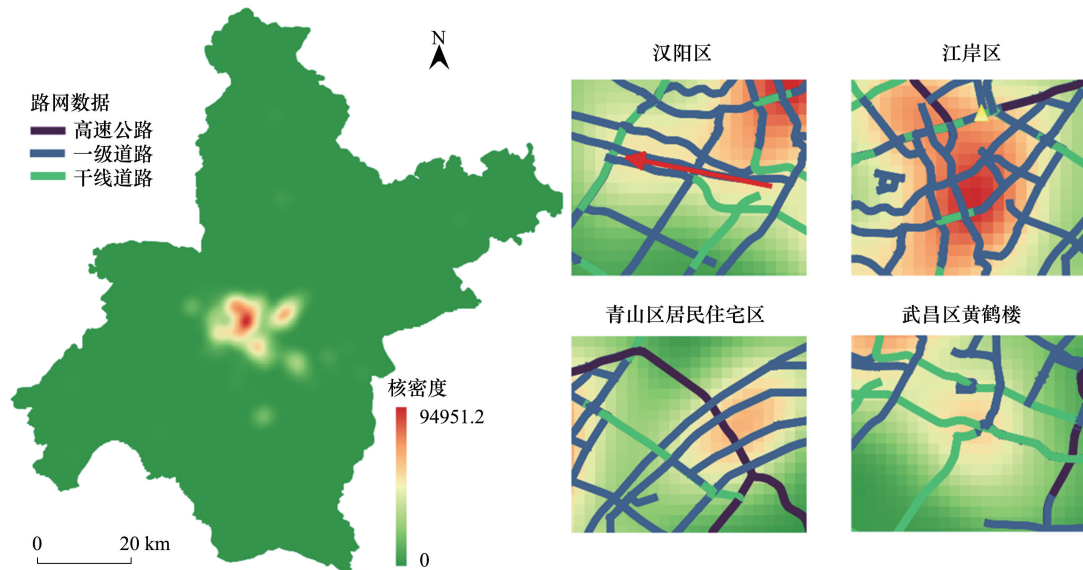 N
路网数据
高速公路
一级道路
干线道路
核密度
94951.2
0
0 20 km
汉阳区
江岸区
青山区居民住宅区
武昌区黄鹤楼